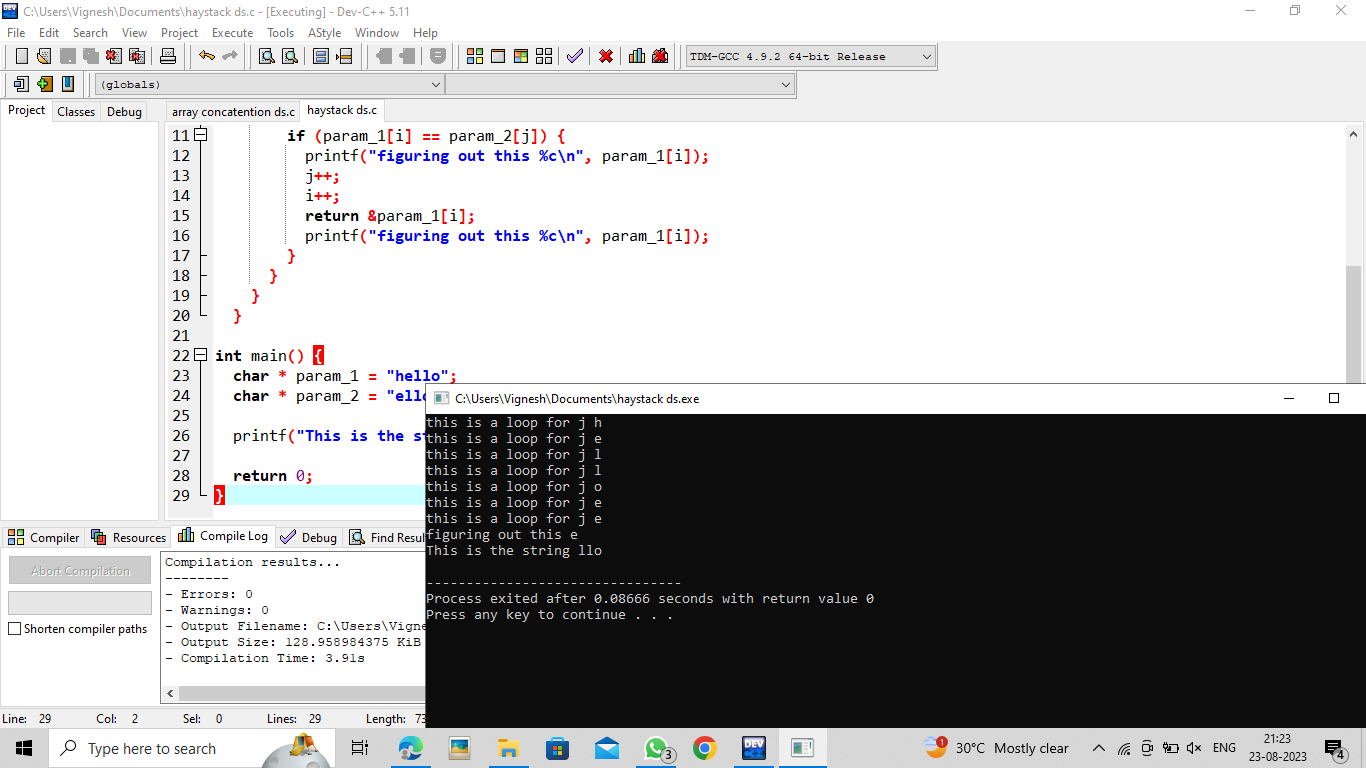 C:\Users\Vignesh\Documents\haystack ds.c - [Executing] - Dev-C++ 5.11
File Edit Search View Project Execute Tools AStyle Window Help
TDM-GCC 4.9.2 64-bit Release
(globals)
Project Classes Debug
array concatention ds.c haystack ds.c
11 if (param_1[i] == param_2[j]) {
12 printf("figuring out this %c\n", param_1[i]);
13 j++;
14 i++;
15 return &param_1[i];
16 printf("figuring out this %c\n", param_1[i]);
17 }
18 }
19 }
20 }
21
22 int main() {
23 char * param_1 = "hello";
24 char * param_2 = "ello
25
26 printf("This is the st
27
28 return 0;
29 }
C:\Users\Vignesh\Documents\haystack ds.exe
this is a loop for j h
this is a loop for j e
this is a loop for j l
this is a loop for j l
this is a loop for j o
this is a loop for j e
this is a loop for j e
figuring out this e
This is the string llo
--------------------------------
Process exited after 0.08666 seconds with return value 0
Press any key to continue . . .
Compiler Resources Compile Log Debug Find Resul
Abort Compilation
Shorten compiler paths
Compilation results...
--------
- Errors: 0
- Warnings: 0
- Output Filename: C:\Users\Vigne
- Output Size: 128.958984375 KiB
- Compilation Time: 3.91s
Line: 29 Col: 2 Sel: 0 Lines: 29 Length: 73
Type here to search
DEV
3
1
30°C Mostly clear
ENG
21:23
23-08-2023
4